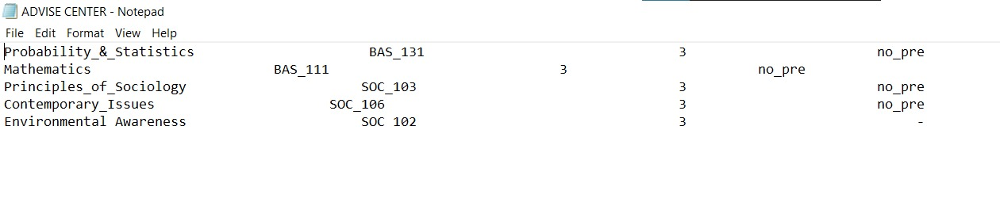 ADVISE CENTER - Notepad
File Edit Format View Help
Probability_&_Statistics BAS_131 3 no_pre
Mathematics BAS_111 3 no_pre
Principles_of_Sociology SOC_103 3 no_pre
Contemporary_Issues SOC_106 3 no_pre
Environmental Awareness SOC 102 3 -